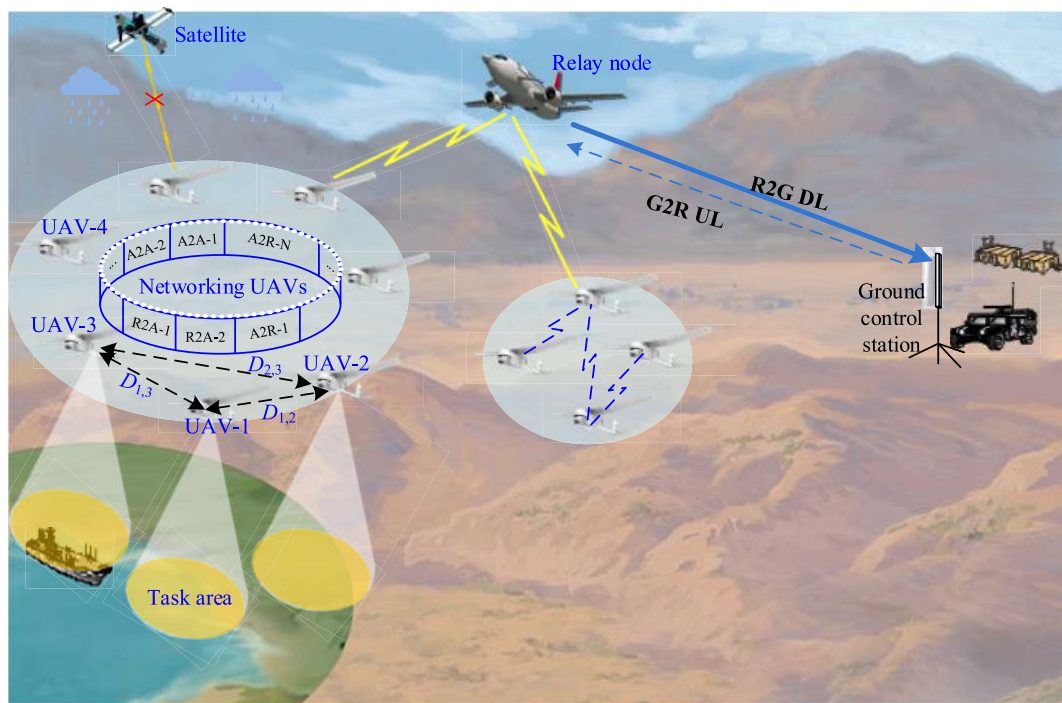 Satellite
Relay node
R2G DL
G2R UL
UAV-4
A2A-2
A2A-1
A2R-N
...
...
Networking UAVs
Ground
control
station
UAV-3
R2A-1
R2A-2
A2R-1
UAV-2
D2,3
D1,3
D1,2
UAV-1
Task area